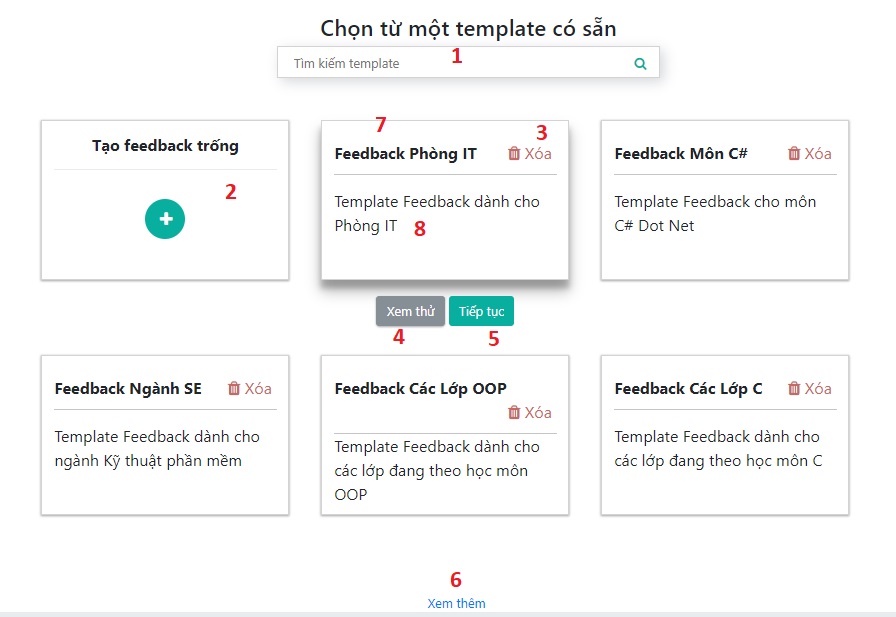 Chọn từ một template có sẵn
Tìm kiếm template
1
Tạo feedback trống
2
7
3
Feedback Phòng IT
Xóa
Template Feedback dành cho
Phòng IT
8
Feedback Môn C#
Xóa
Template Feedback cho môn
C# Dot Net
Xem thử
Tiếp tục
4
5
Feedback Ngành SE
Xóa
Template Feedback dành cho
ngành Kỹ thuật phần mềm
Feedback Các Lớp OOP
Xóa
Template Feedback dành cho
các lớp đang theo học môn
OOP
Feedback Các Lớp C
Xóa
Template Feedback dành cho
các lớp đang theo học môn C
6
Xem thêm